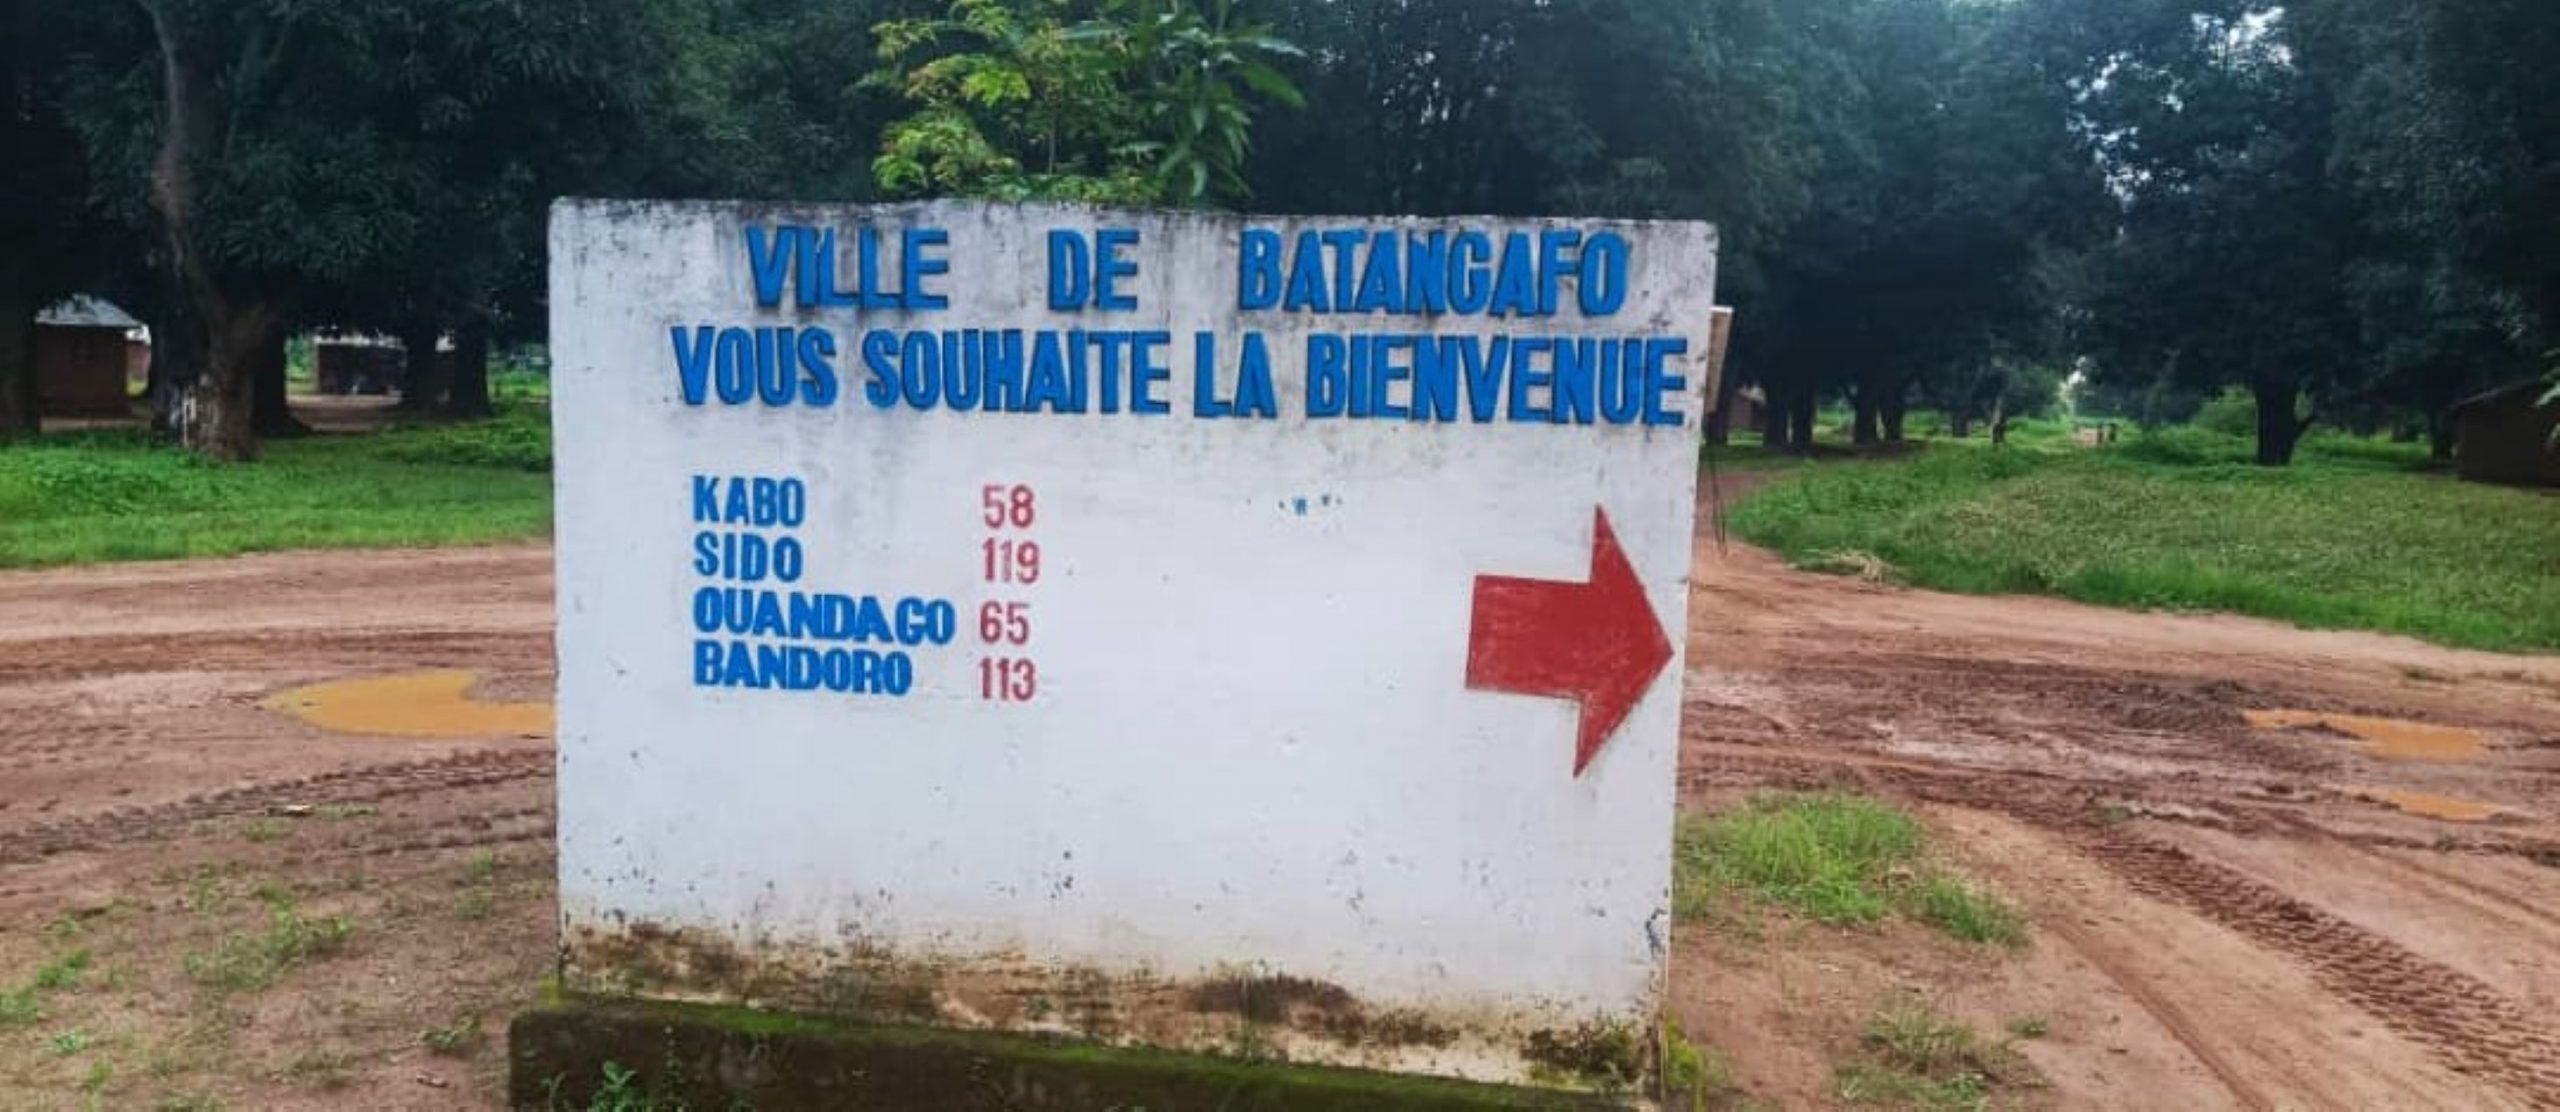 VILLE DE BATANGAFO
VOUS SOUHAITE LA BIENVENUE
KABO 58
SIDO 119
OUANDAGO 65
BANDORO 113